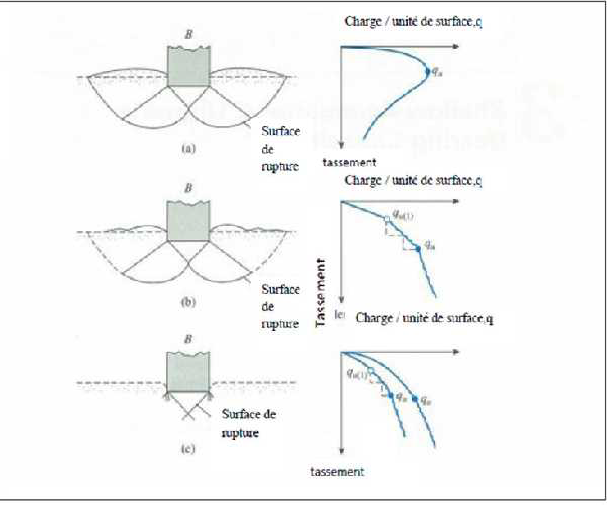 Charge / unité de surface,q
B
qu
Surface
de
rupture
(a)
tassement
Charge / unité de surface,q
B
qu(1)
qu
Surface
de
rupture
(b)
Tassement
le
Charge / unité de surface,q
B
qu(1)
qu
qu
Surface de
rupture
(c)
tassement